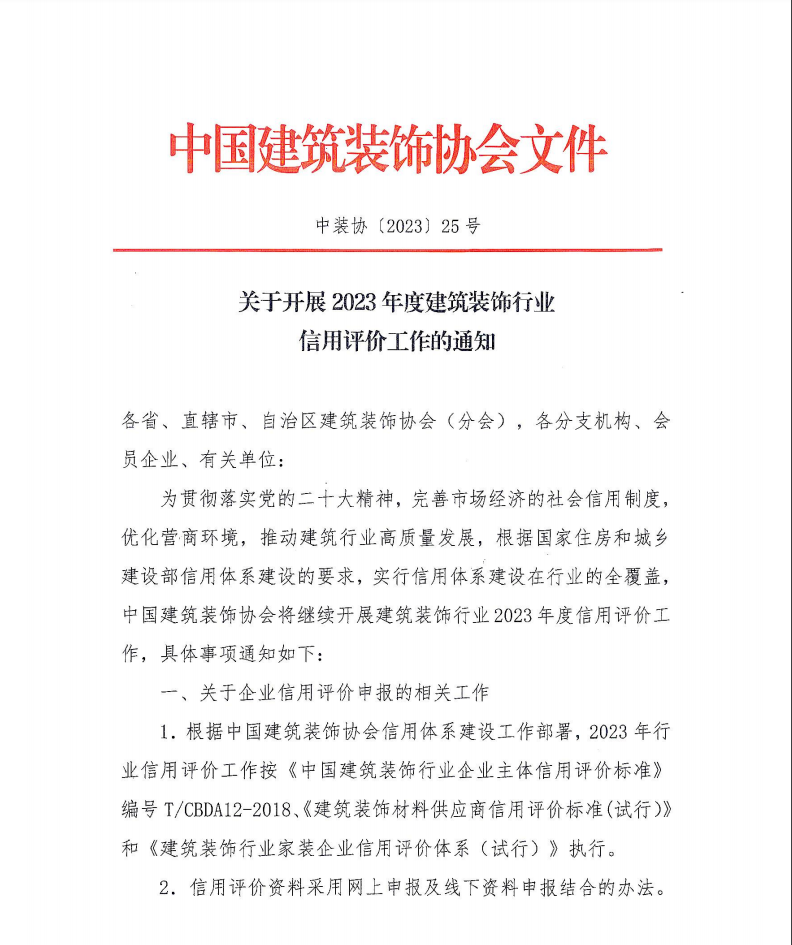 中国建筑装饰协会文件
中装协〔2023〕25号
关于开展 2023 年度建筑装饰行业
信用评价工作的通知
各省、直辖市、自治区建筑装饰协会（分会），各分支机构、会
员企业、有关单位：
为贯彻落实党的二十大精神，完善市场经济的社会信用制度，
优化营商环境，推动建筑行业高质量发展，根据国家住房和城乡
建设部信用体系建设的要求，实行信用体系建设在行业的全覆盖，
中国建筑装饰协会将继续开展建筑装饰行业2023年度信用评价工
作，具体事项通知如下：
一、关于企业信用评价申报的相关工作
1．根据中国建筑装饰协会信用体系建设工作部署，2023年行
业信用评价工作按《中国建筑装饰行业企业主体信用评价标准》
编号T/CBDA12-2018、《建筑装饰材料供应商信用评价标准(试行)》
和《建筑装饰行业家装企业信用评价体系（试行）》执行。
2．信用评价资料采用网上申报及线下资料申报结合的办法。